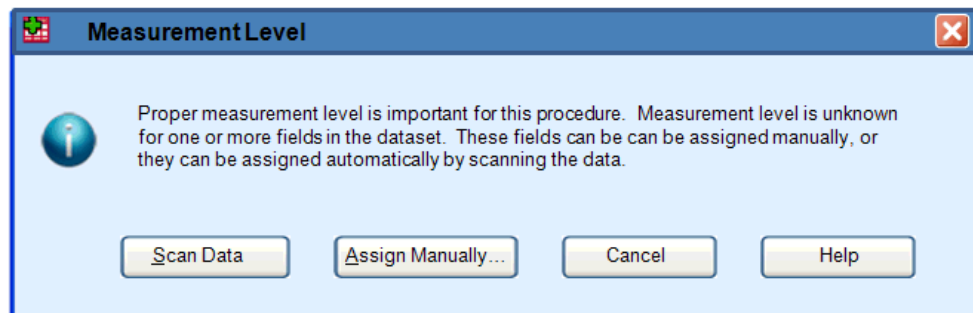 Measurement Level
Proper measurement level is important for this procedure. Measurement level is unknown
for one or more fields in the dataset. These fields can be can be assigned manually, or
they can be assigned automatically by scanning the data.
Scan Data Assign Manually... Cancel Help